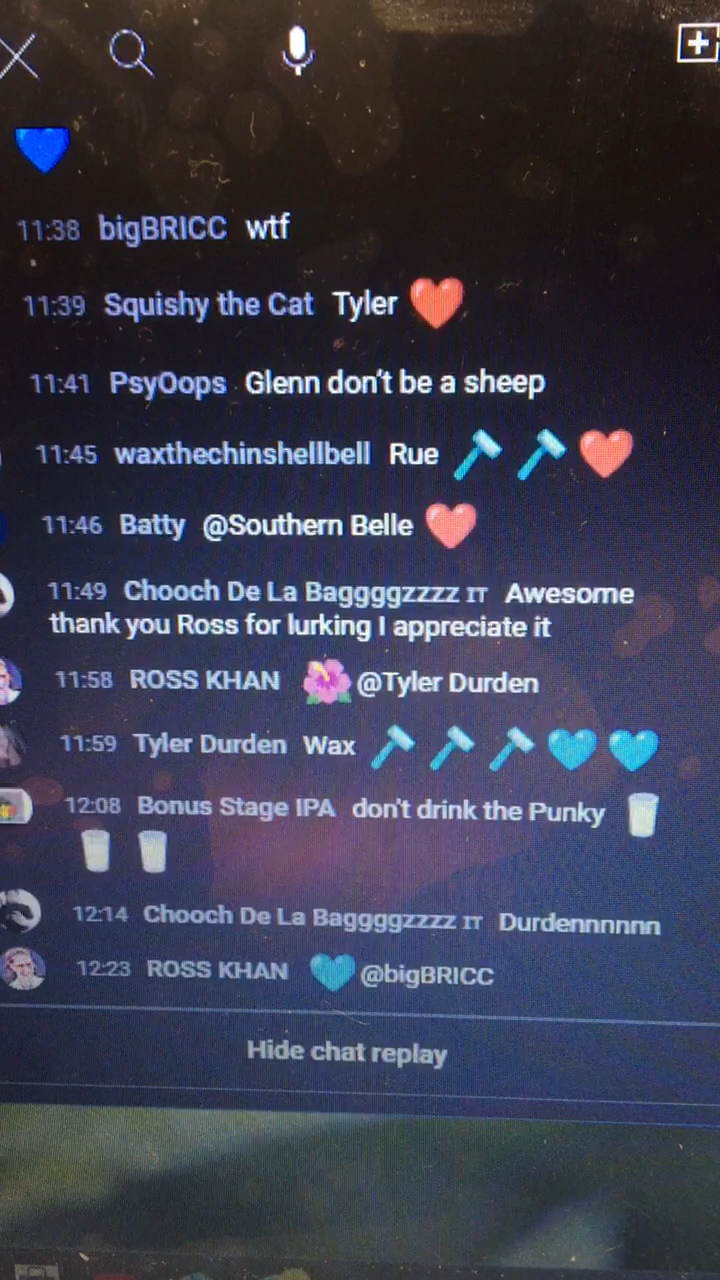 💙
11:38 bigBRICC wtf
11:39 Squishy the Cat Tyler ❤️
11:41 PsyOops Glenn don't be a sheep
11:45 waxthechinshellbell Rue 🪒 🪒 ❤️
11:46 Batty @Southern Belle ❤️
11:49 Chooch De La Baggggzzzz IT Awesome
thank you Ross for lurking I appreciate it
11:58 ROSS KHAN 🌺@Tyler Durden
11:59 Tyler Durden Wax 🪒 🪒 🪒 🩵 🩵
12:08 Bonus Stage IPA don't drink the Punky 🥛
🥛 🥛
12:14 Chooch De La Baggggzzzz IT Durdennnnnn
12:23 ROSS KHAN 🩵@bigBRICC
Hide chat replay